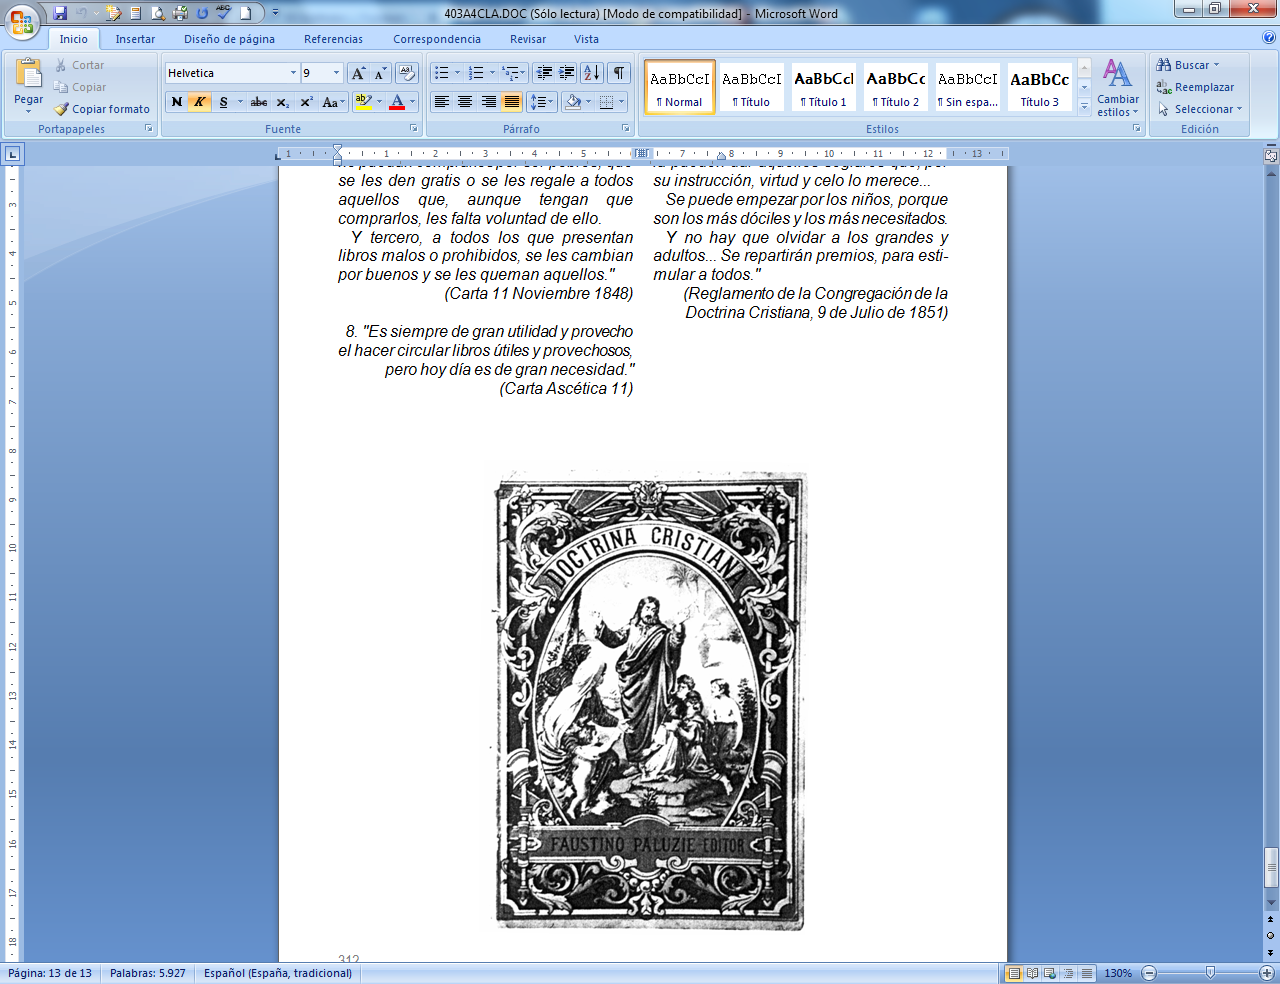 403A4CLA.DOC (Sólo lectura) [Modo de compatibilidad] - Microsoft Word
Inicio
Insertar
Diseño de página
Referencias
Correspondencia
Revisar
Vista
Pegar
Cortar
Copiar
Copiar formato
Portapapeles
Helvetica
9
N K S abc x₂ x² Aa
Fuente
Párrafo
AaBbCcI
¶ Normal
AaBbCcI
¶ Título
AaBbCcl
¶ Título 1
AaBbCc
¶ Título 2
AaBbCcI
¶ Sin espa...
AaBbCc
Título 3
Cambiar
estilos
Estilos
Buscar
Reemplazar
Seleccionar
Edición
se les den gratis o se les regale a todos
aquellos que, aunque tengan que
comprarlos, les falta voluntad de ello.
Y tercero, a todos los que presentan
libros malos o prohibidos, se les cambian
por buenos y se les queman aquellos."
(Carta 11 Noviembre 1848)
8. "Es siempre de gran utilidad y provecho
el hacer circular libros útiles y provechosos,
pero hoy día es de gran necesidad."
(Carta Ascética 11)
su instrucción, virtud y celo lo merece...
Se puede empezar por los niños, porque
son los más dóciles y los más necesitados.
Y no hay que olvidar a los grandes y
adultos... Se repartirán premios, para esti-
mular a todos."
(Reglamento de la Congregación de la
Doctrina Cristiana, 9 de Julio de 1851)
DOCTRINA CRISTIANA
FAUSTINO PALUZIE-EDITOR
312
Página: 13 de 13
Palabras: 5.927
Español (España, tradicional)
130%